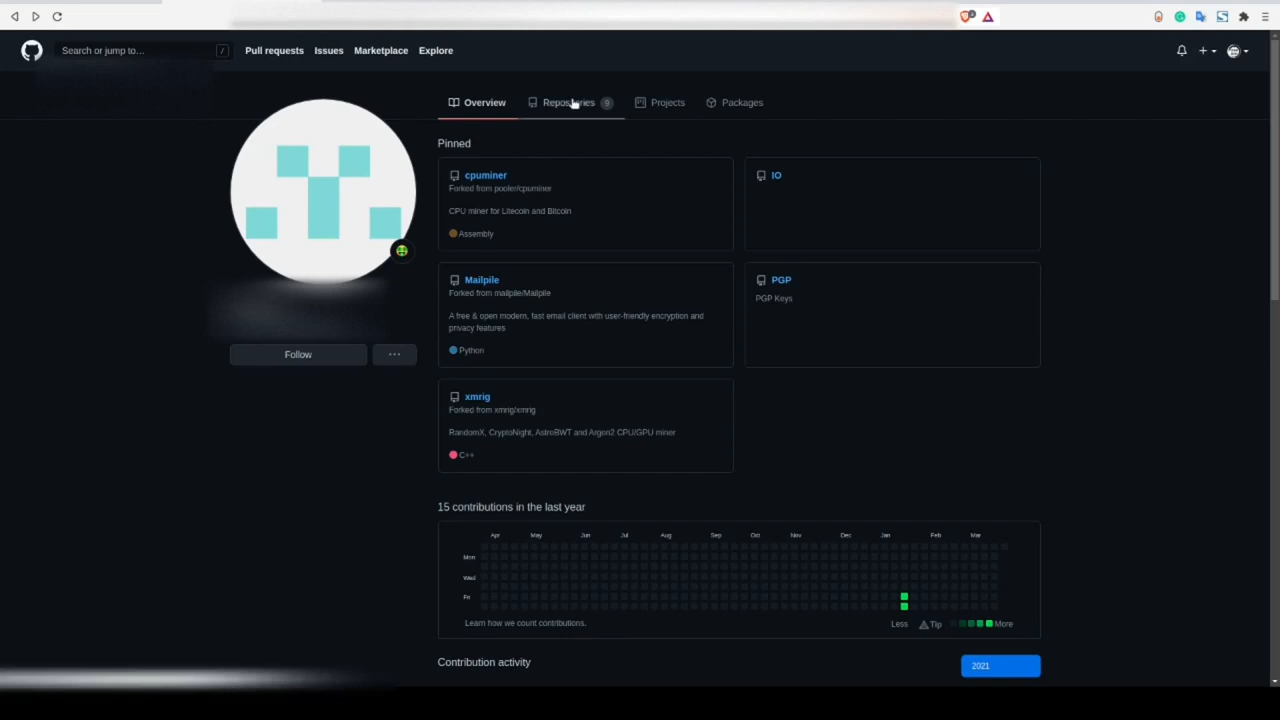 Search or jump to...
/
Pull requests
Issues
Marketplace
Explore
Overview
Repositories
9
Projects
Packages
Pinned
cpuminer
Forked from pooler/cpuminer
CPU miner for Litecoin and Bitcoin
Assembly
IO
Mailpile
Forked from mailpile/Mailpile
A free & open modern, fast email client with user-friendly encryption and
privacy features
Python
PGP
PGP Keys
xmrig
Forked from xmrig/xmrig
RandomX, CryptoNight, AstroBWT and Argon2 CPU/GPU miner
C++
Follow
15 contributions in the last year
Apr May Jun Jul Aug Sep Oct Nov Dec Jan Feb Mar
Mon
Wed
Fri
Learn how we count contributions.
Less
Tip
More
Contribution activity
2021